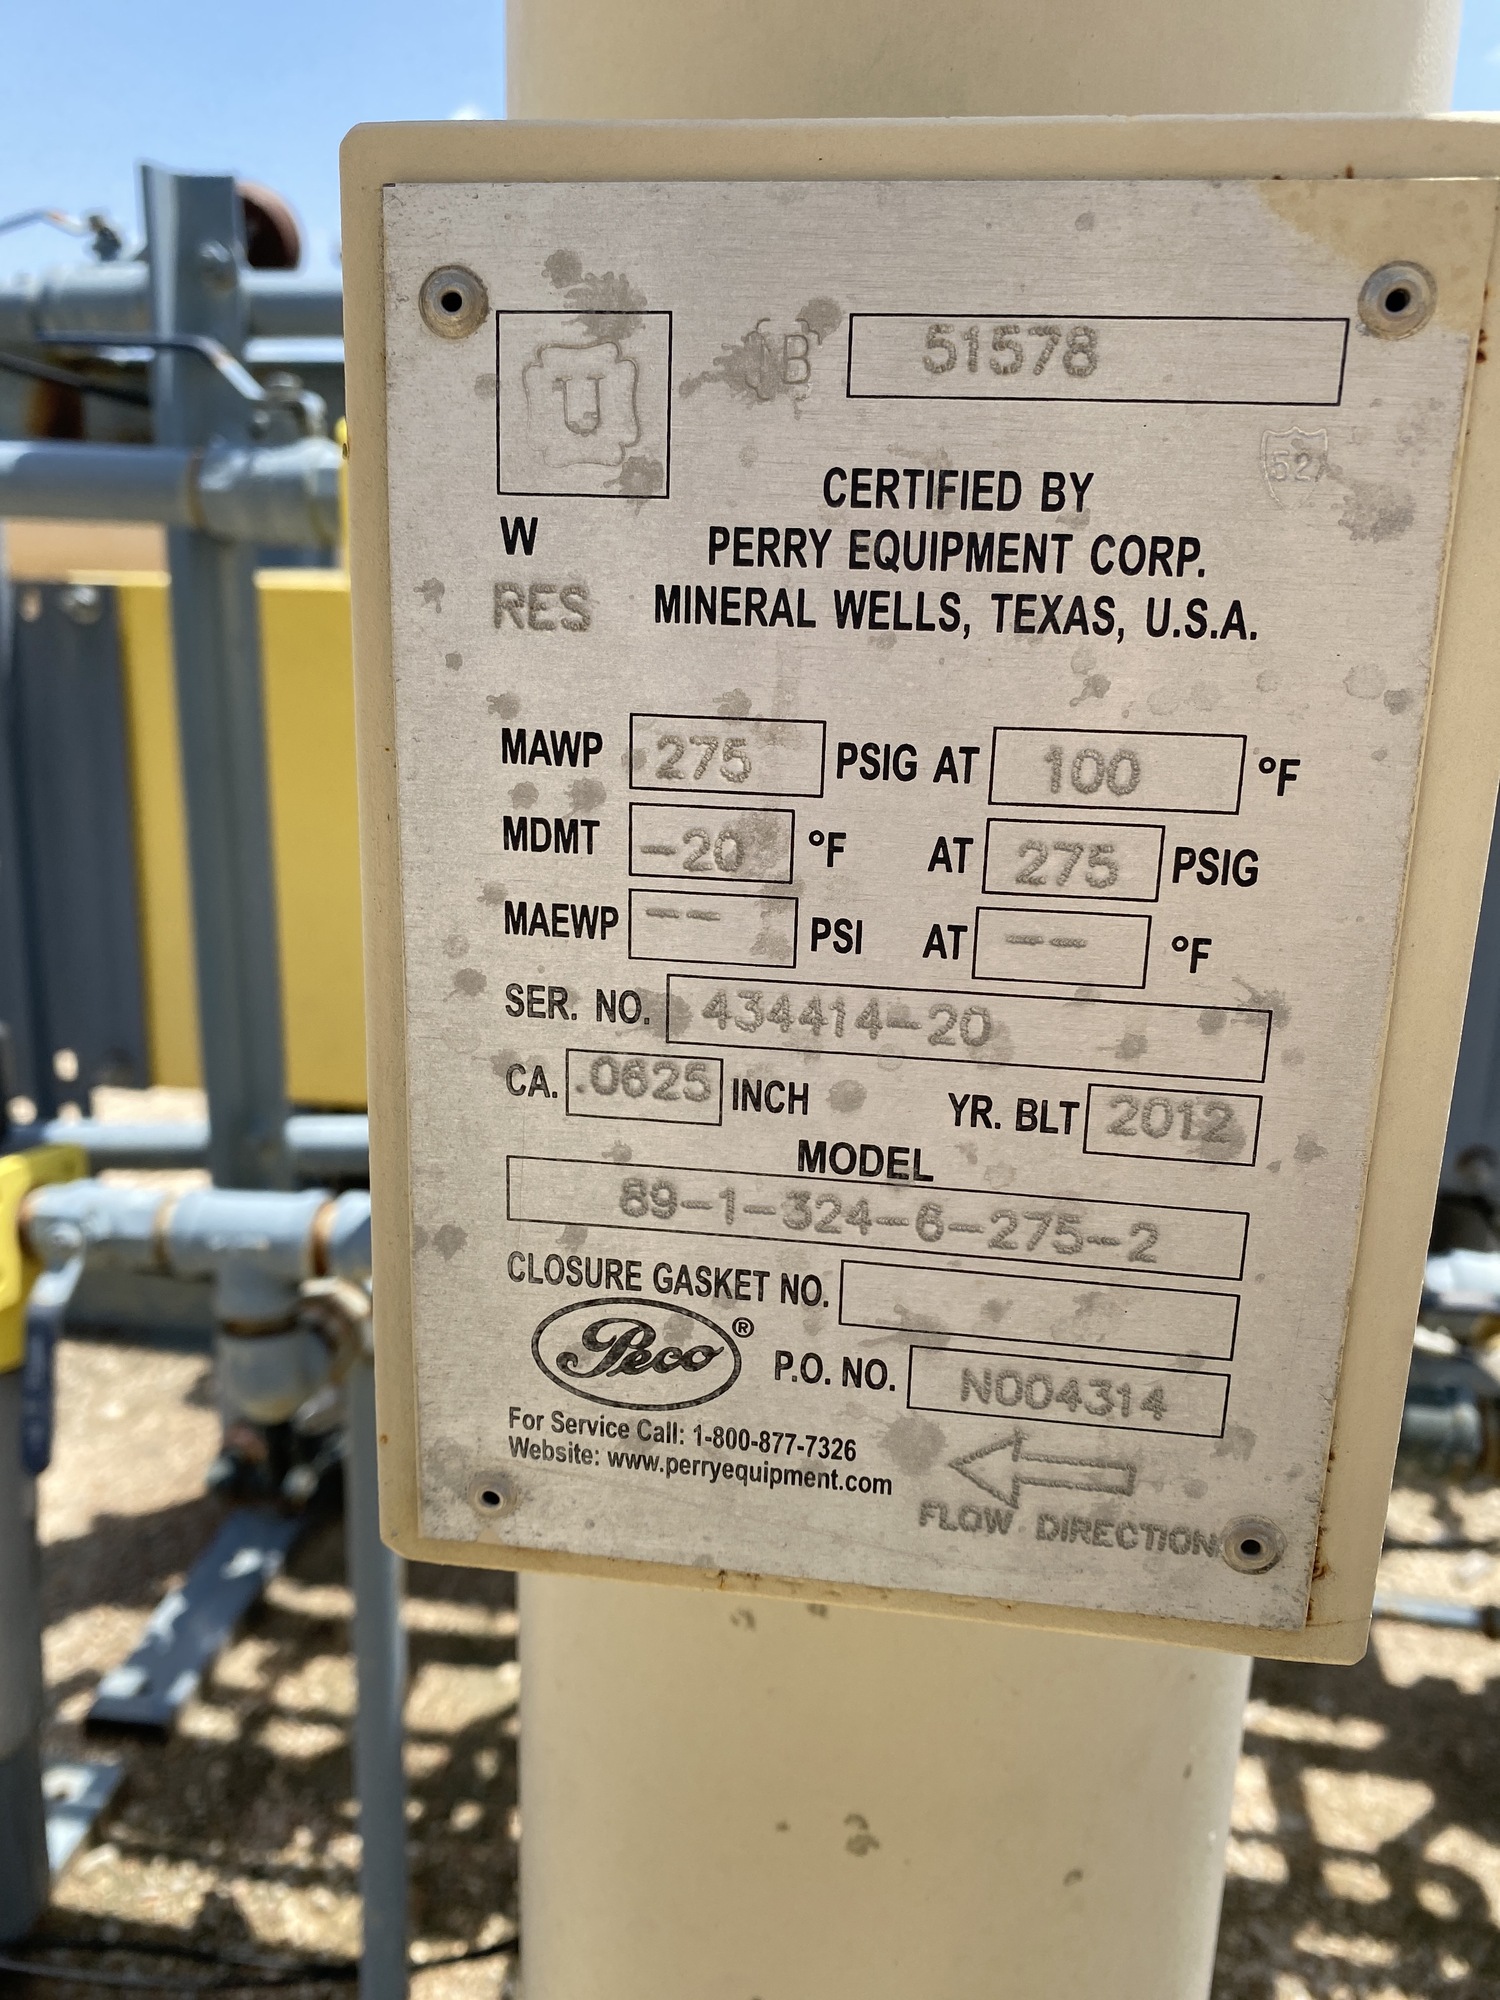 U
NB 51578
52
CERTIFIED BY
W PERRY EQUIPMENT CORP.
RES MINERAL WELLS, TEXAS, U.S.A.
MAWP 275 PSIG AT 100 °F
MDMT -20 °F AT 275 PSIG
MAEWP -- PSI AT -- °F
SER. NO. 434414-20
CA. .0625 INCH YR. BLT 2012
MODEL
89-1-324-6-275-2
CLOSURE GASKET NO.
Peco ® P.O. NO. N004314
For Service Call: 1-800-877-7326
Website: www.perryequipment.com
FLOW DIRECTION